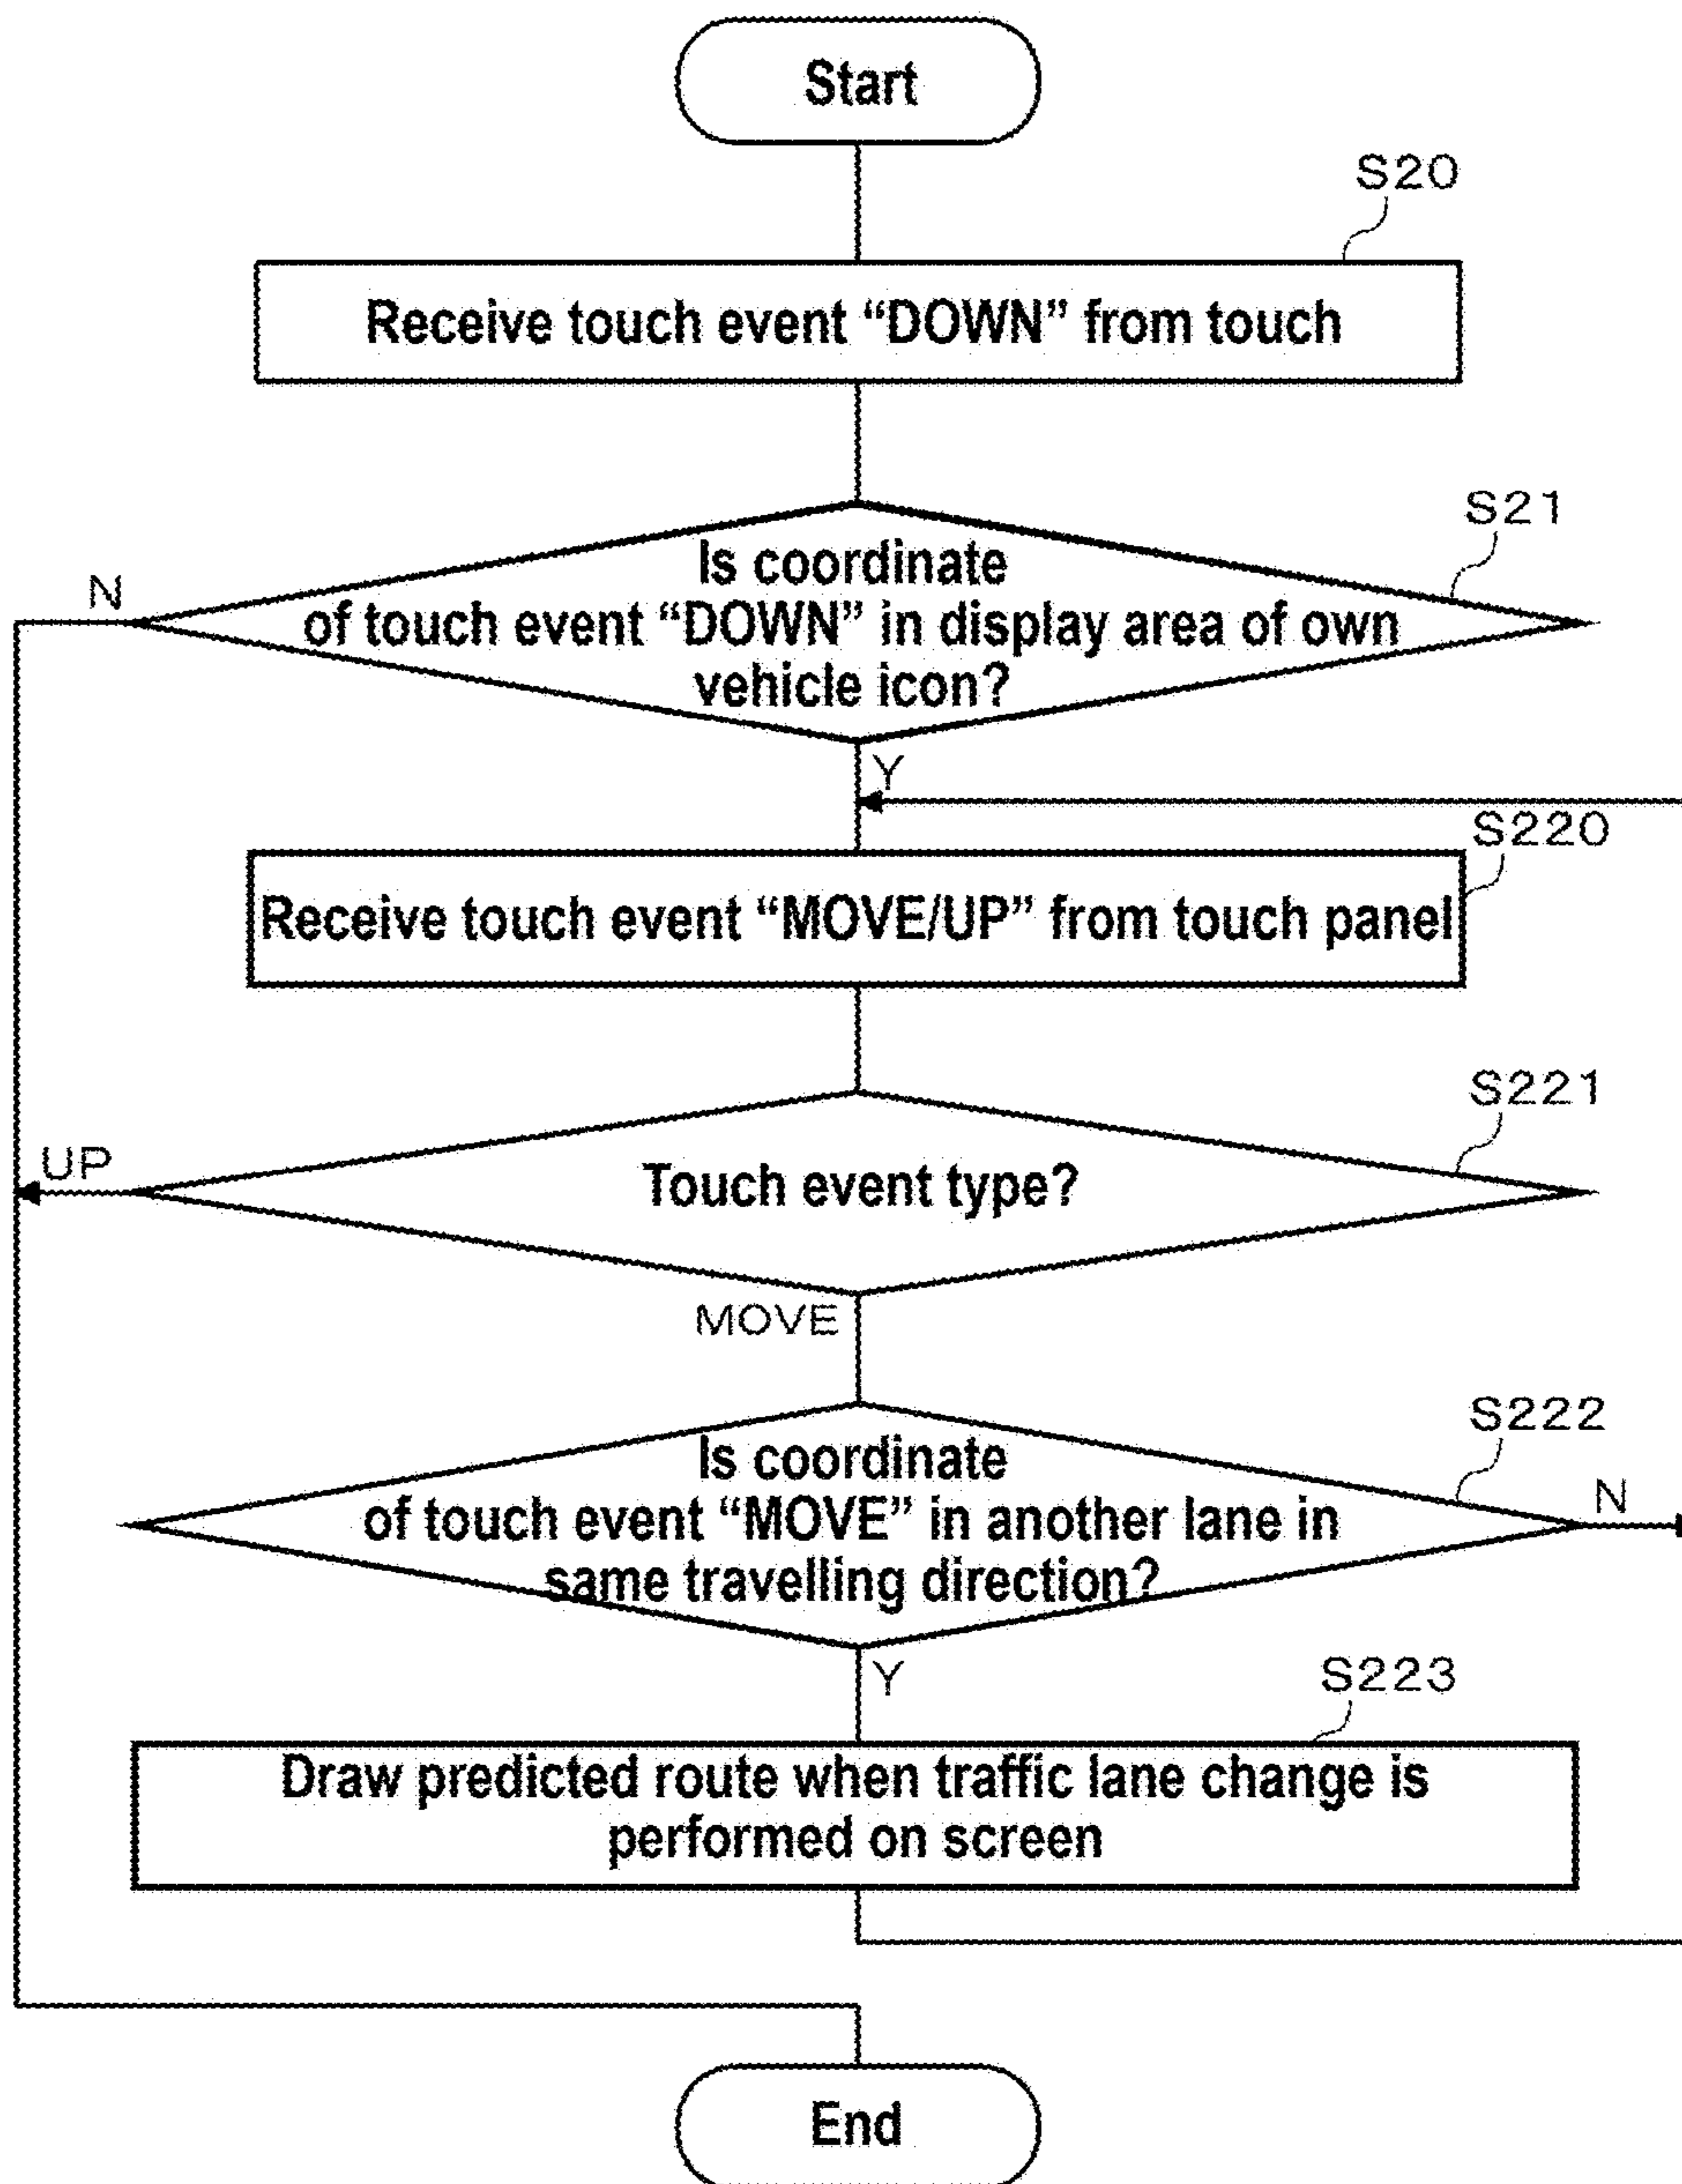 Start
S20
Receive touch event “DOWN” from touch
S21
Is coordinate
N
of touch event “DOWN” in display area of own
vehicle icon?
Y
S220
Receive touch event “MOVE/UP” from touch panel
S221
UP
Touch event type?
MOVE
S222
Is coordinate
N
of touch event “MOVE” in another lane in
same travelling direction?
Y
S223
Draw predicted route when traffic lane change is
performed on screen
End